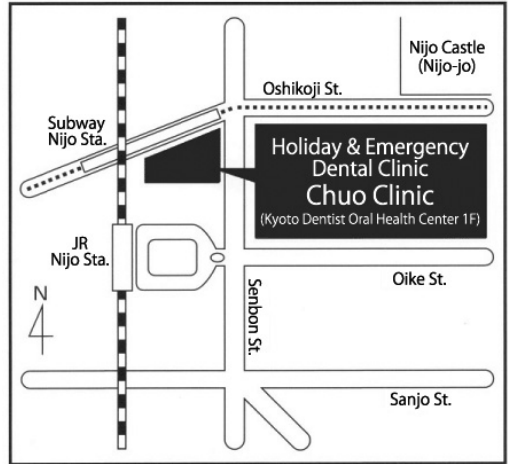 Nijo Castle
(Nijo-jo)
Oshikoji St.
Subway
Nijo Sta.
Holiday & Emergency
Dental Clinic
Chuo Clinic
(Kyoto Dentist Oral Health Center 1F)
JR
Nijo Sta.
Oike St.
N
Senbon St.
Sanjo St.